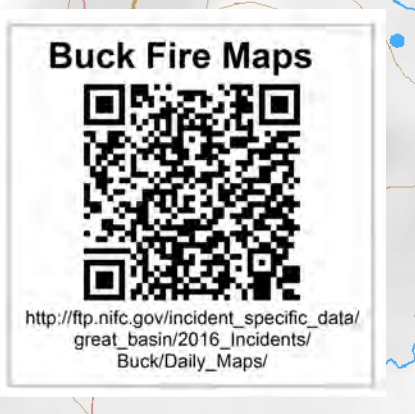 Buck Fire Maps
http://ftp.nifc.gov/incident_specific_data/
great_basin/2016_Incidents/
Buck/Daily_Maps/